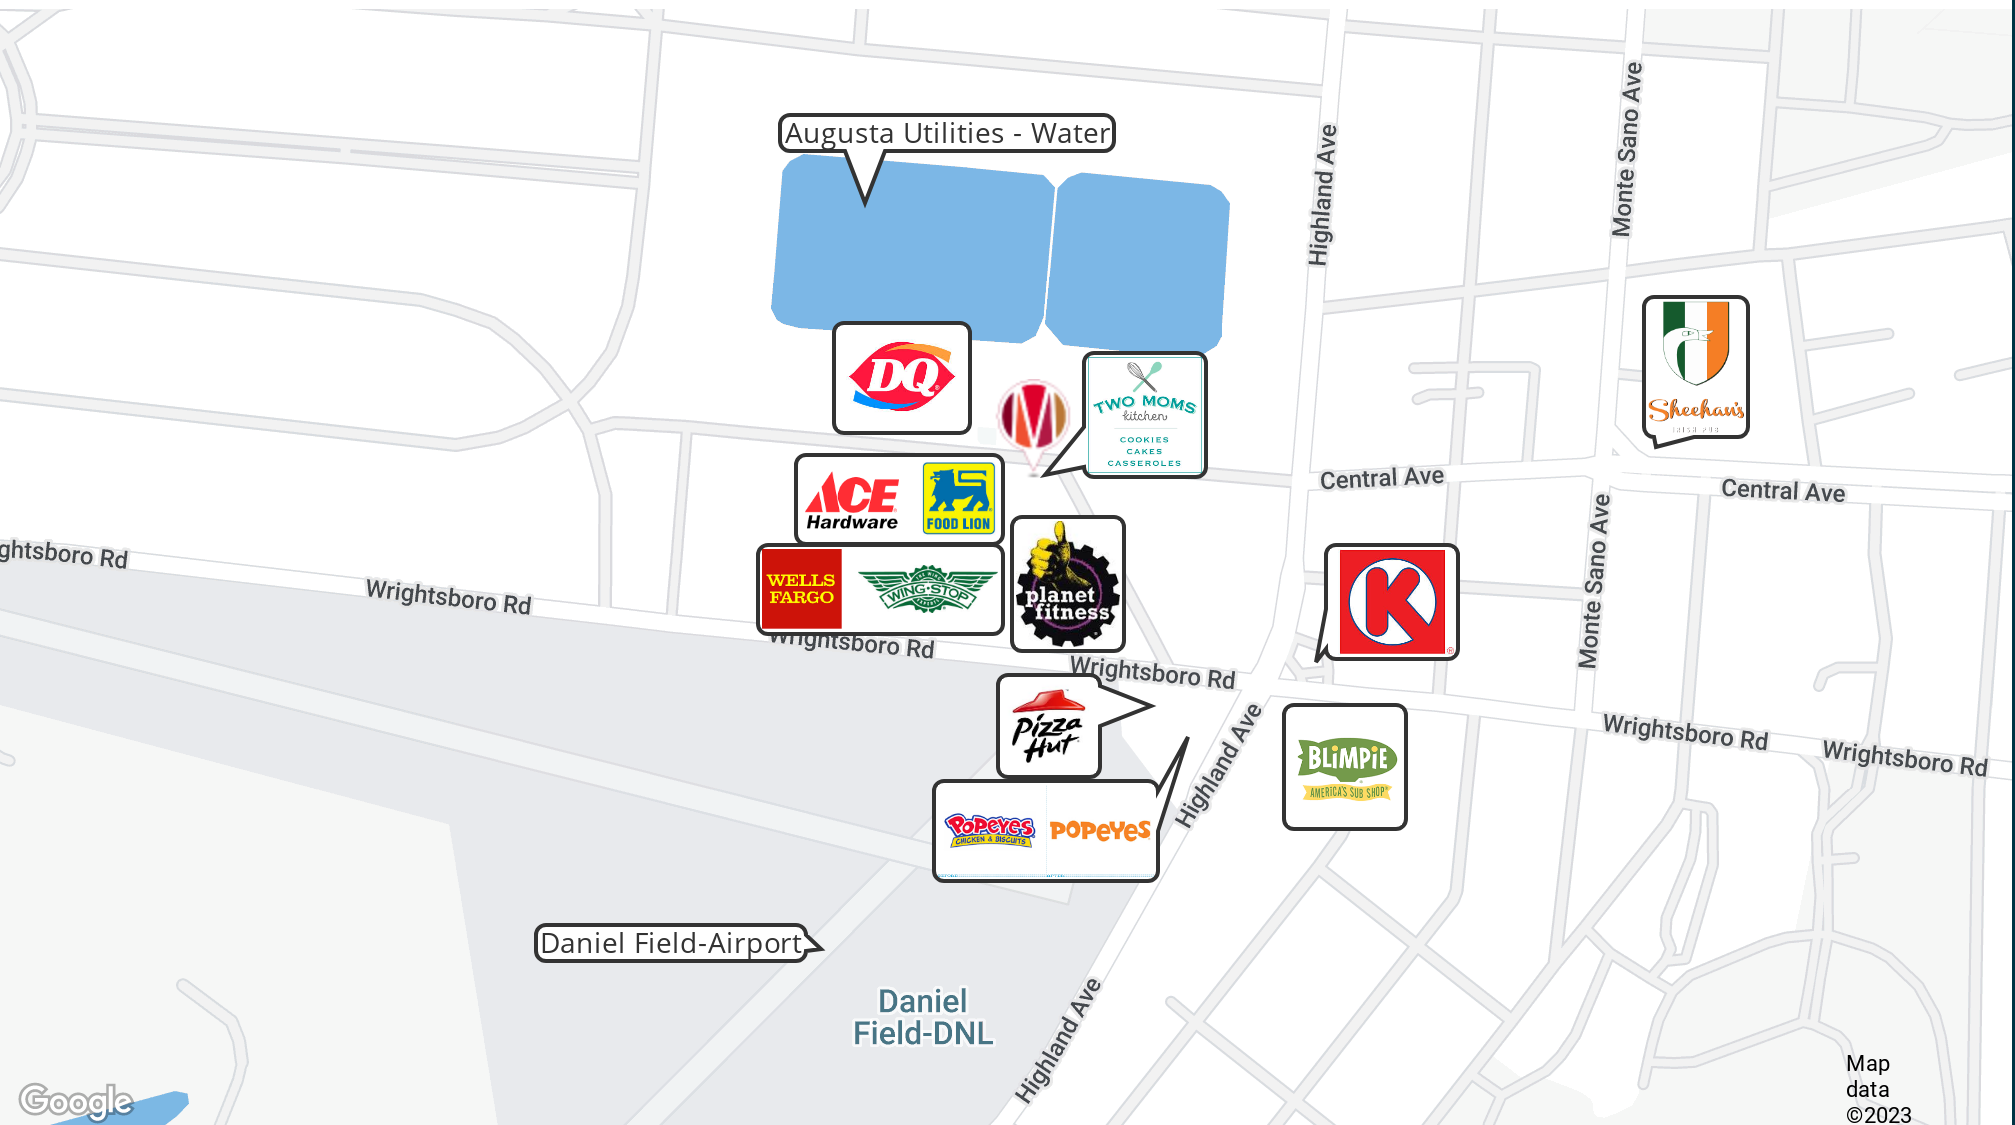 Augusta Utilities - Water
Highland Ave
Monte Sano Ave
DQ
M
TWO MOMS
kitchen
COOKIES
CAKES
CASSEROLES
Sheehan's
IRISH PUB
Central Ave
Central Ave
ACE
Hardware
FOOD LION
ghtsboro Rd
Wrightsboro Rd
WELLS
FARGO
WING·STOP
planet
fitness
K
Monte Sano Ave
Wrightsboro Rd
Wrightsboro Rd
Pizza
Hut
Highland Ave
BLiMPiE
AMERICA'S SUB SHOP
Wrightsboro Rd
Wrightsboro Rd
POPEYES
CHICKEN & BISCUITS
POPEYES
Daniel Field-Airport
Daniel
Field-DNL
Highland Ave
Google
Map
data
©2023